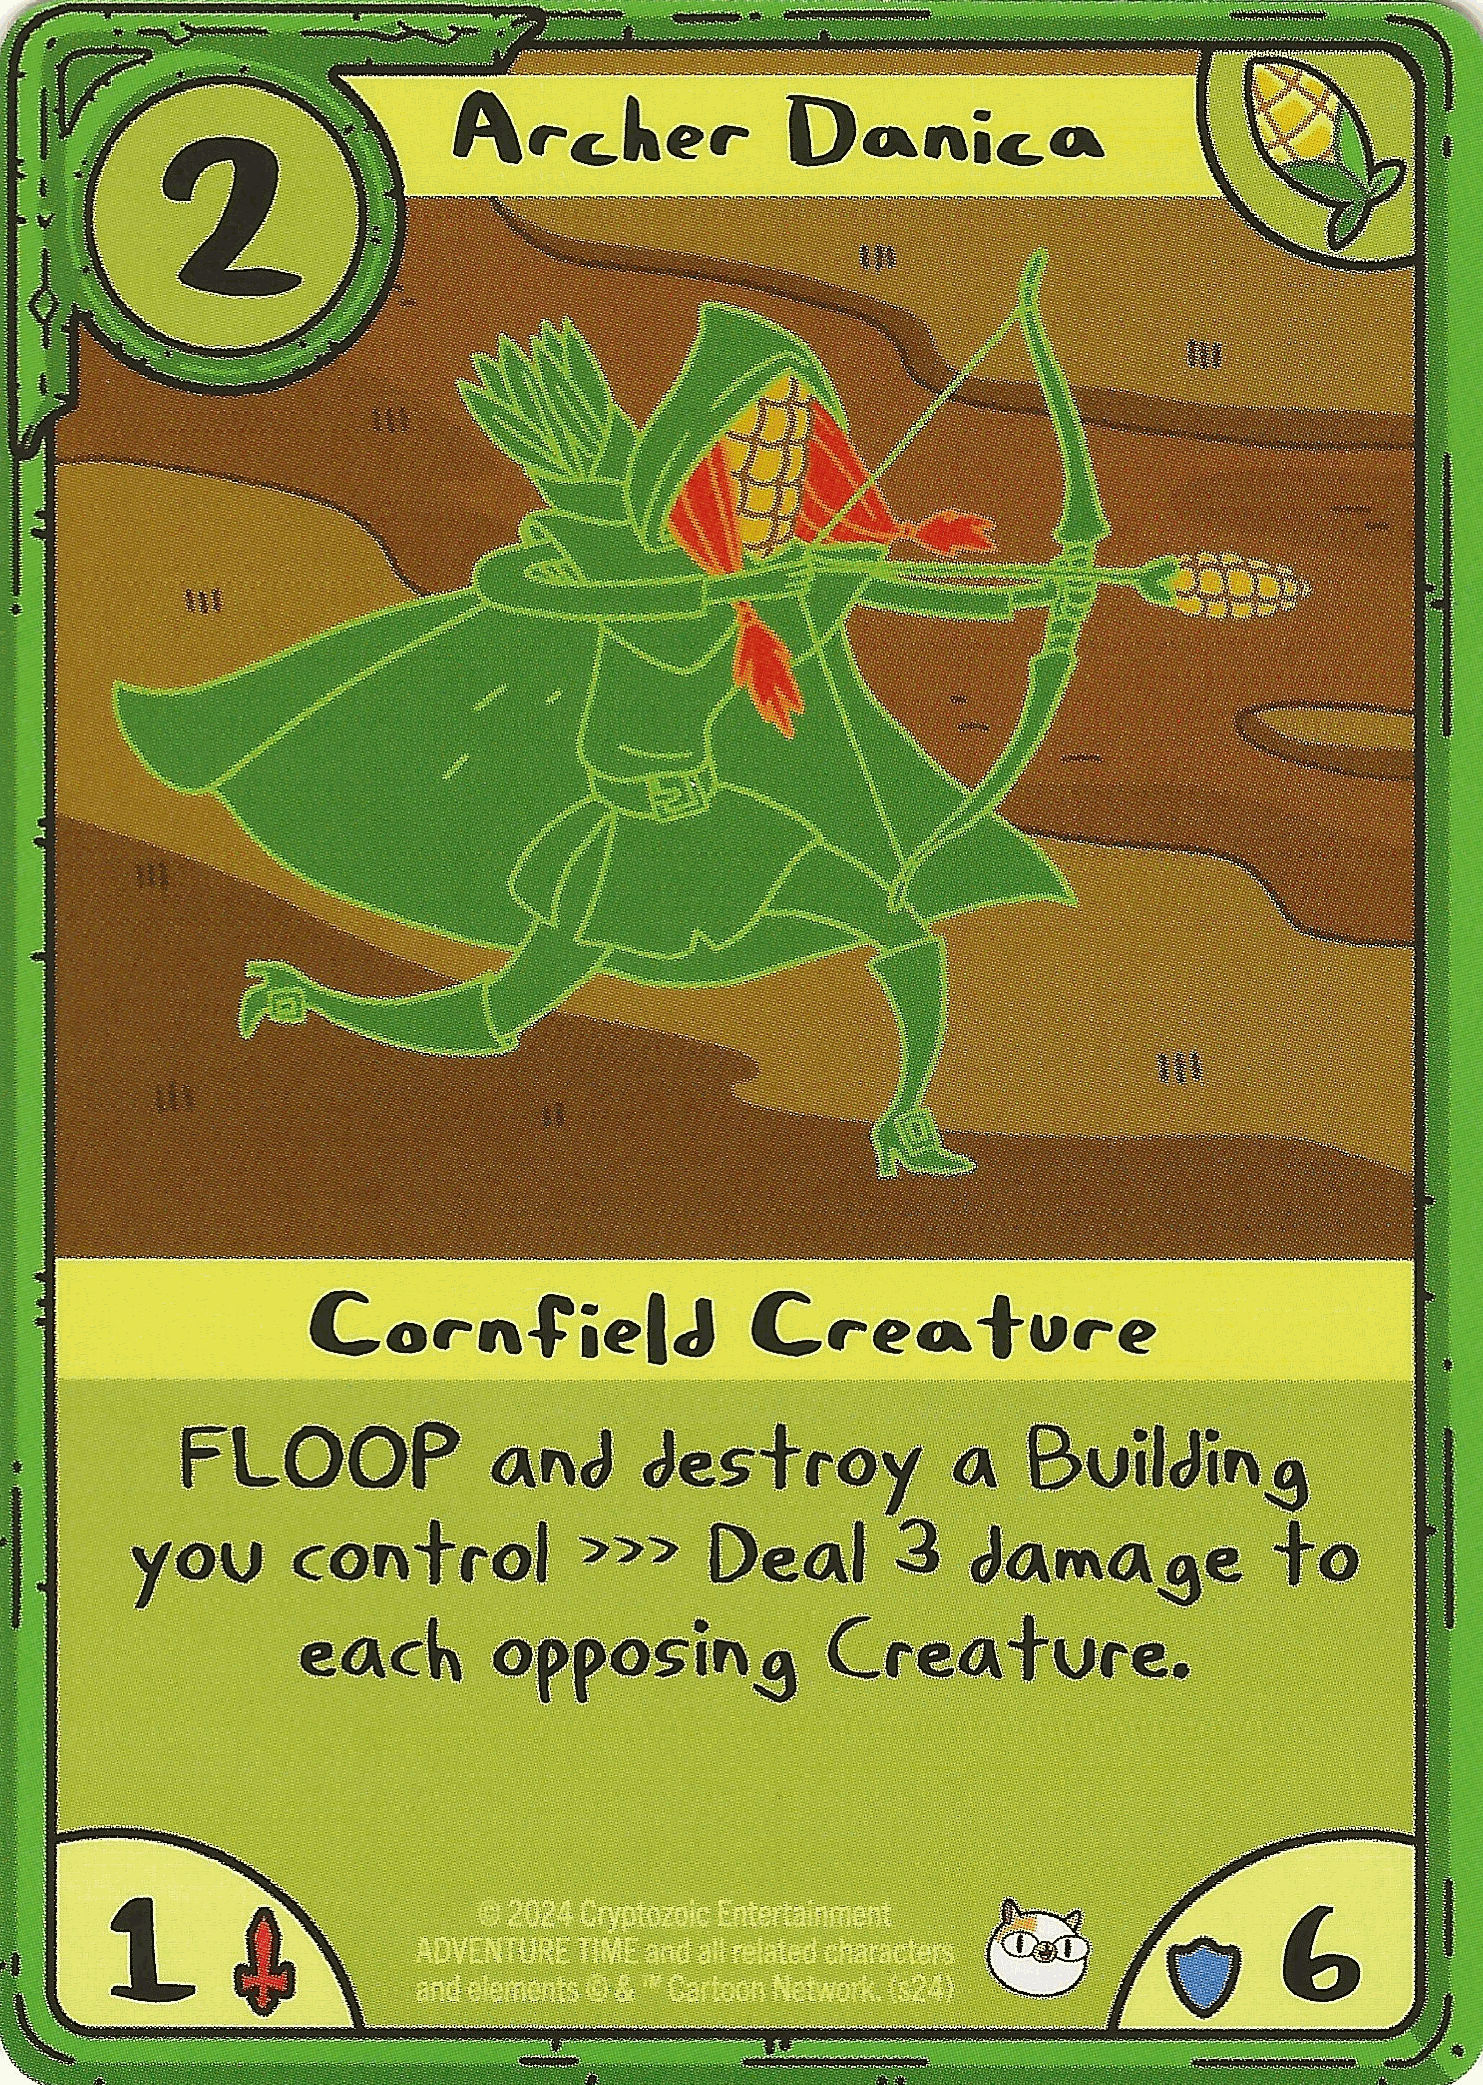 2
Archer Danica
Cornfield Creature
FLOOP and destroy a Building
you control >>> Deal 3 damage to
each opposing Creature.
1
© 2024 Cryptozoic Entertainment
ADVENTURE TIME and all related characters
and elements © & ™ Cartoon Network. (s24)
6